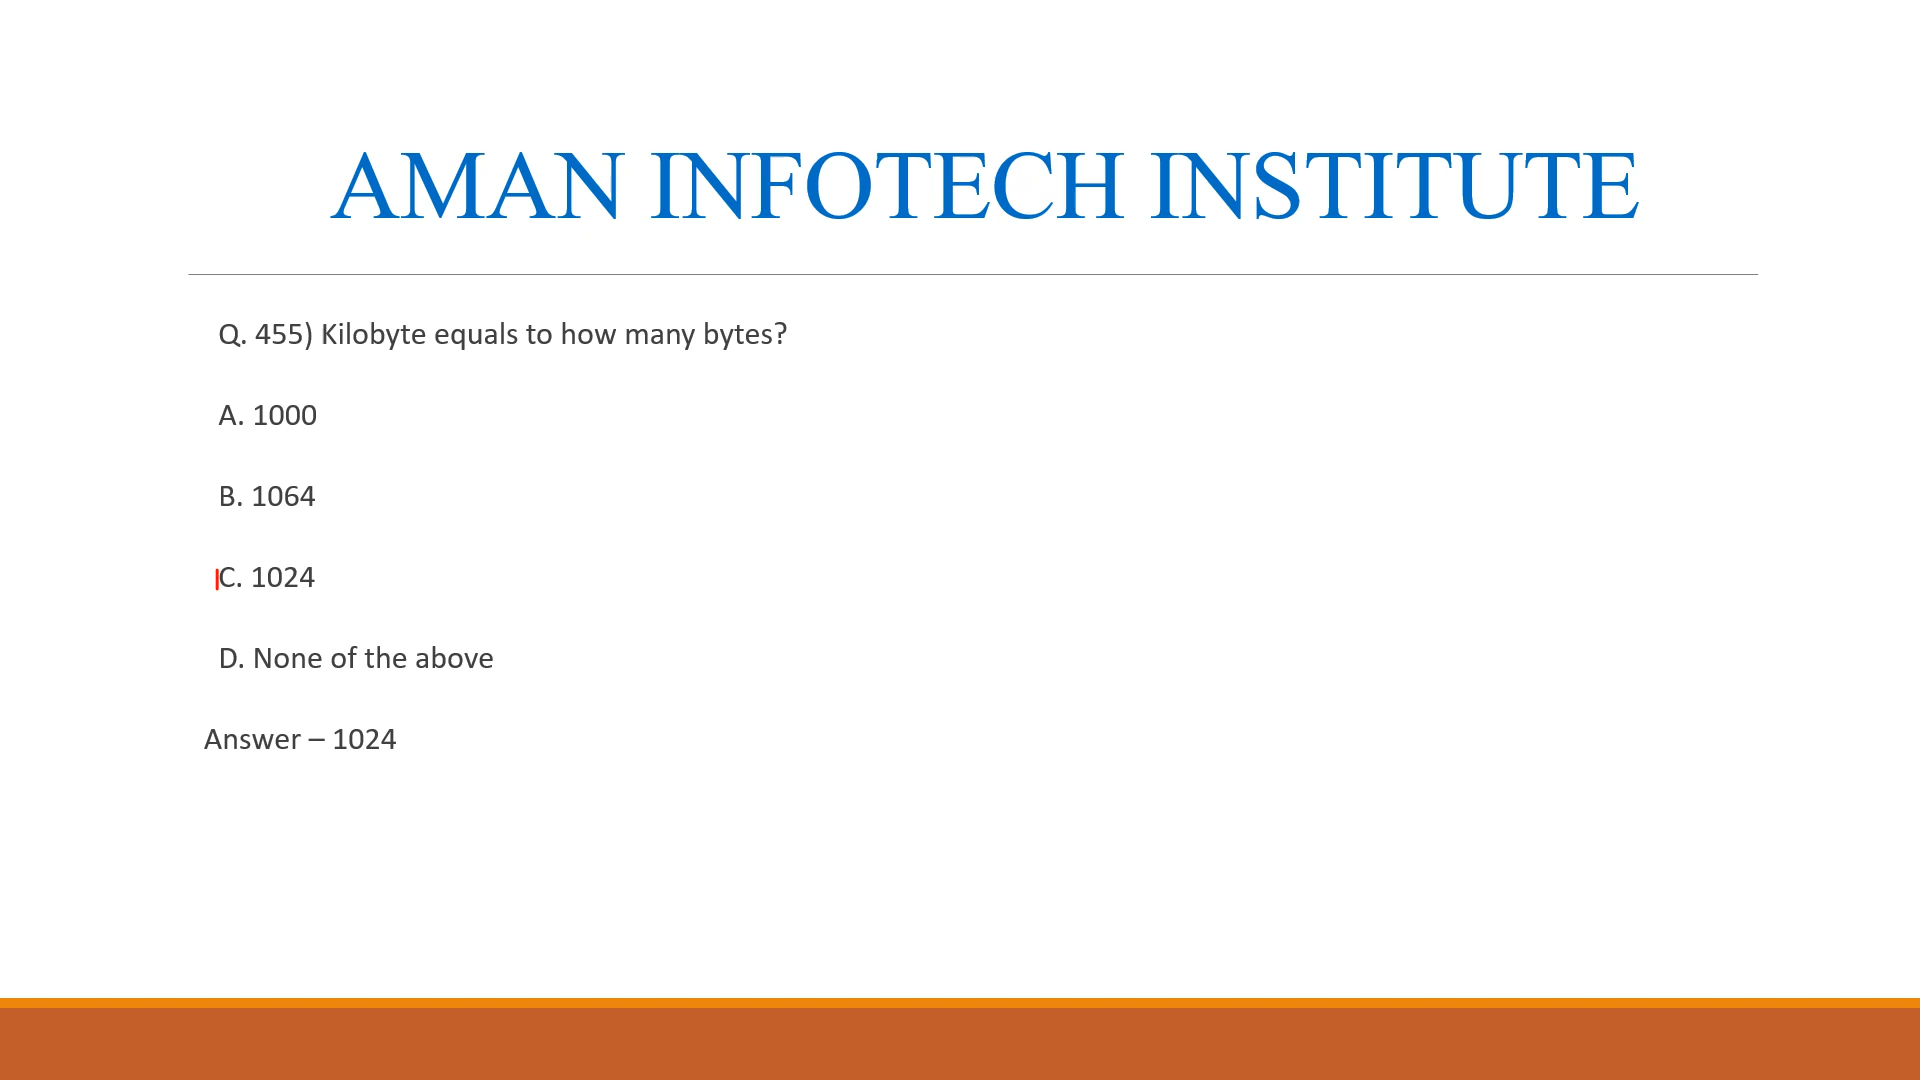 AMAN INFOTECH INSTITUTE
Q. 455) Kilobyte equals to how many bytes?
A. 1000
B. 1064
C. 1024
D. None of the above
Answer – 1024